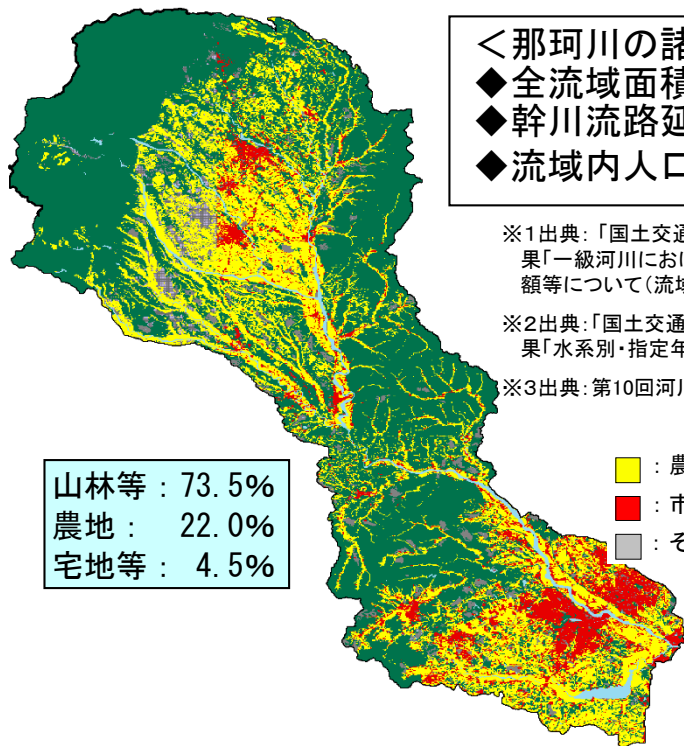 ＜那珂川の諸
◆全流域面積
◆幹川流路延
◆流域内人口
※1出典：「国土交通
果「一級河川におけ
額等について（流域
※2出典：「国土交通
果「水系別・指定年
※3出典：第10回河川
山林等：73.5%
農地：　22.0%
宅地等：　4.5%
：農
：市
：そ